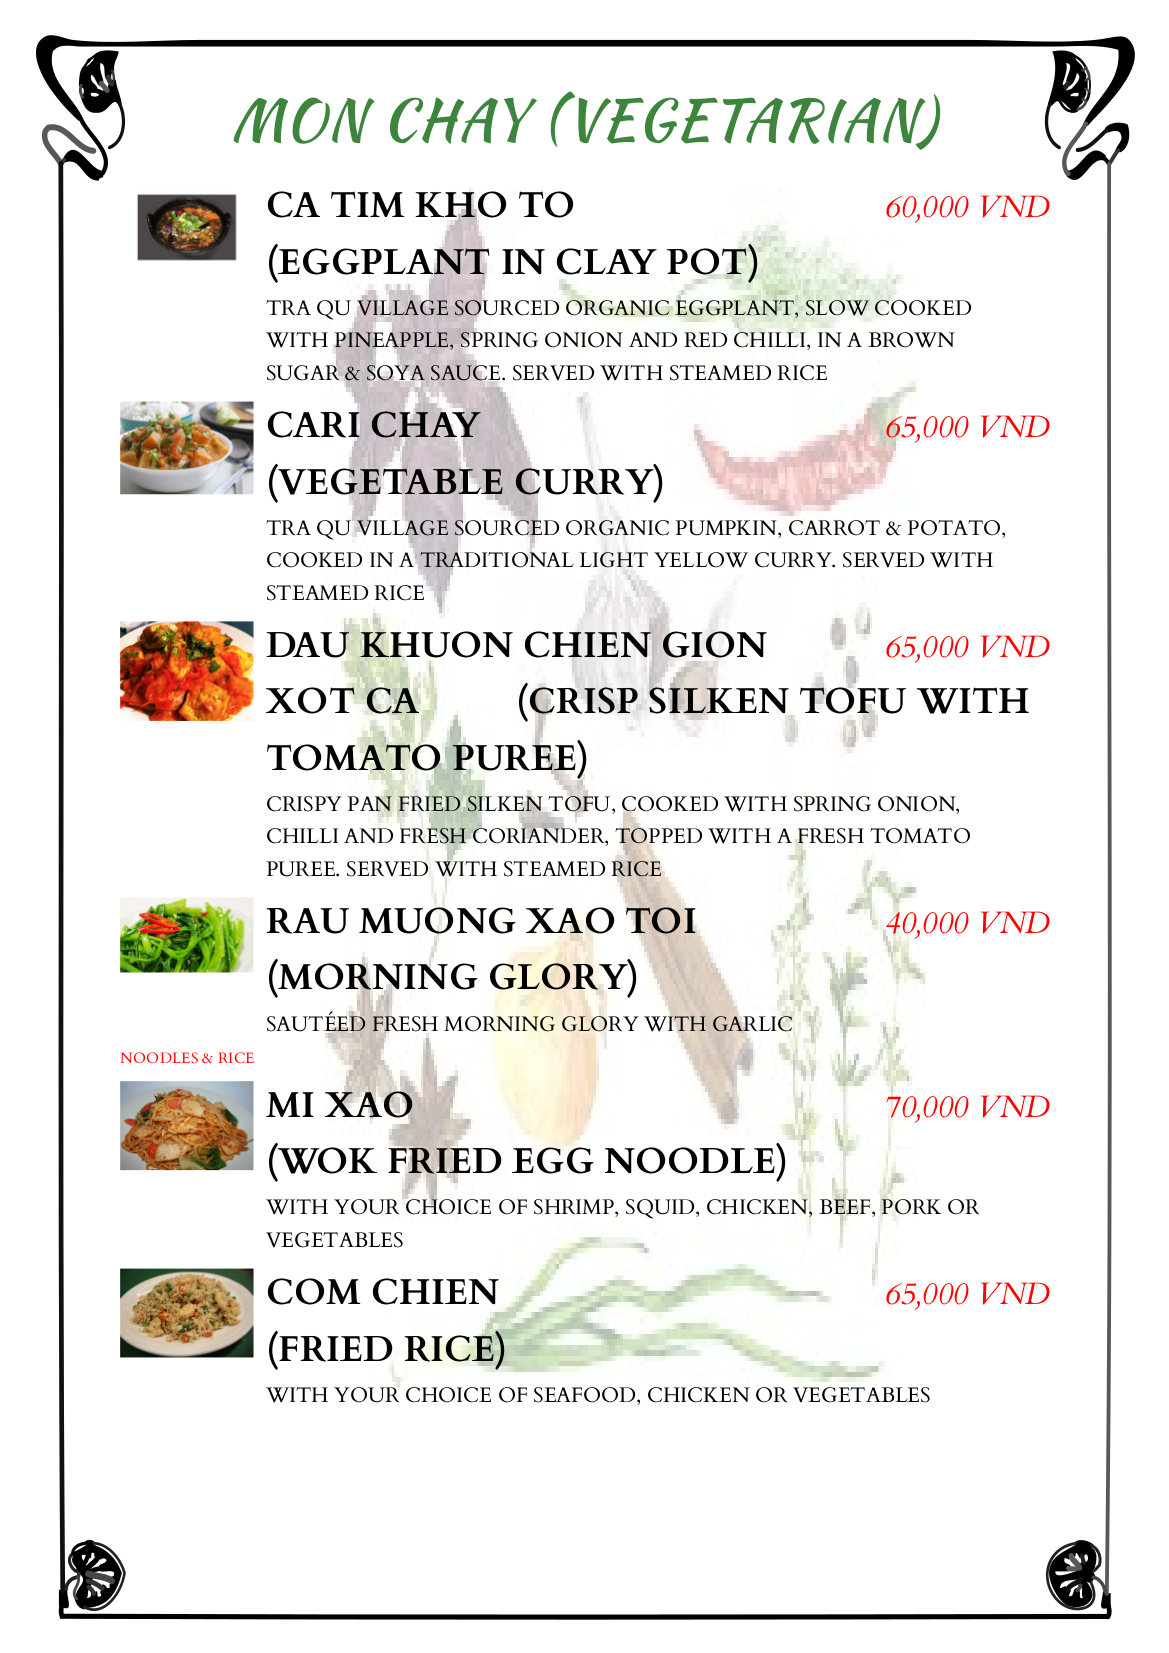 MON CHAY (VEGETARIAN)
CA TIM KHO TO 60,000 VND
(EGGPLANT IN CLAY POT)
TRA QU VILLAGE SOURCED ORGANIC EGGPLANT, SLOW COOKED
WITH PINEAPPLE, SPRING ONION AND RED CHILLI, IN A BROWN
SUGAR & SOYA SAUCE. SERVED WITH STEAMED RICE
CARI CHAY 65,000 VND
(VEGETABLE CURRY)
TRA QU VILLAGE SOURCED ORGANIC PUMPKIN, CARROT & POTATO,
COOKED IN A TRADITIONAL LIGHT YELLOW CURRY. SERVED WITH
STEAMED RICE
DAU KHUON CHIEN GION 65,000 VND
XOT CA (CRISP SILKEN TOFU WITH
TOMATO PUREE)
CRISPY PAN FRIED SILKEN TOFU, COOKED WITH SPRING ONION,
CHILLI AND FRESH CORIANDER, TOPPED WITH A FRESH TOMATO
PUREE. SERVED WITH STEAMED RICE
RAU MUONG XAO TOI 40,000 VND
(MORNING GLORY)
SAUTÉED FRESH MORNING GLORY WITH GARLIC
NOODLES & RICE
MI XAO 70,000 VND
(WOK FRIED EGG NOODLE)
WITH YOUR CHOICE OF SHRIMP, SQUID, CHICKEN, BEEF, PORK OR
VEGETABLES
COM CHIEN 65,000 VND
(FRIED RICE)
WITH YOUR CHOICE OF SEAFOOD, CHICKEN OR VEGETABLES